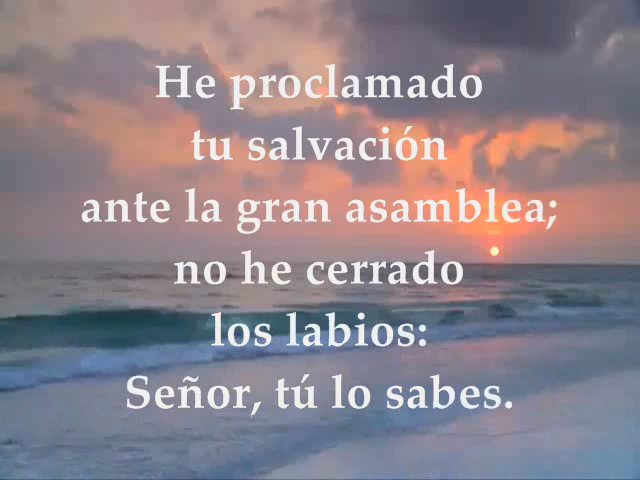 He proclamado
tu salvación
ante la gran asamblea;
no he cerrado
los labios:
Señor, tú lo sabes.